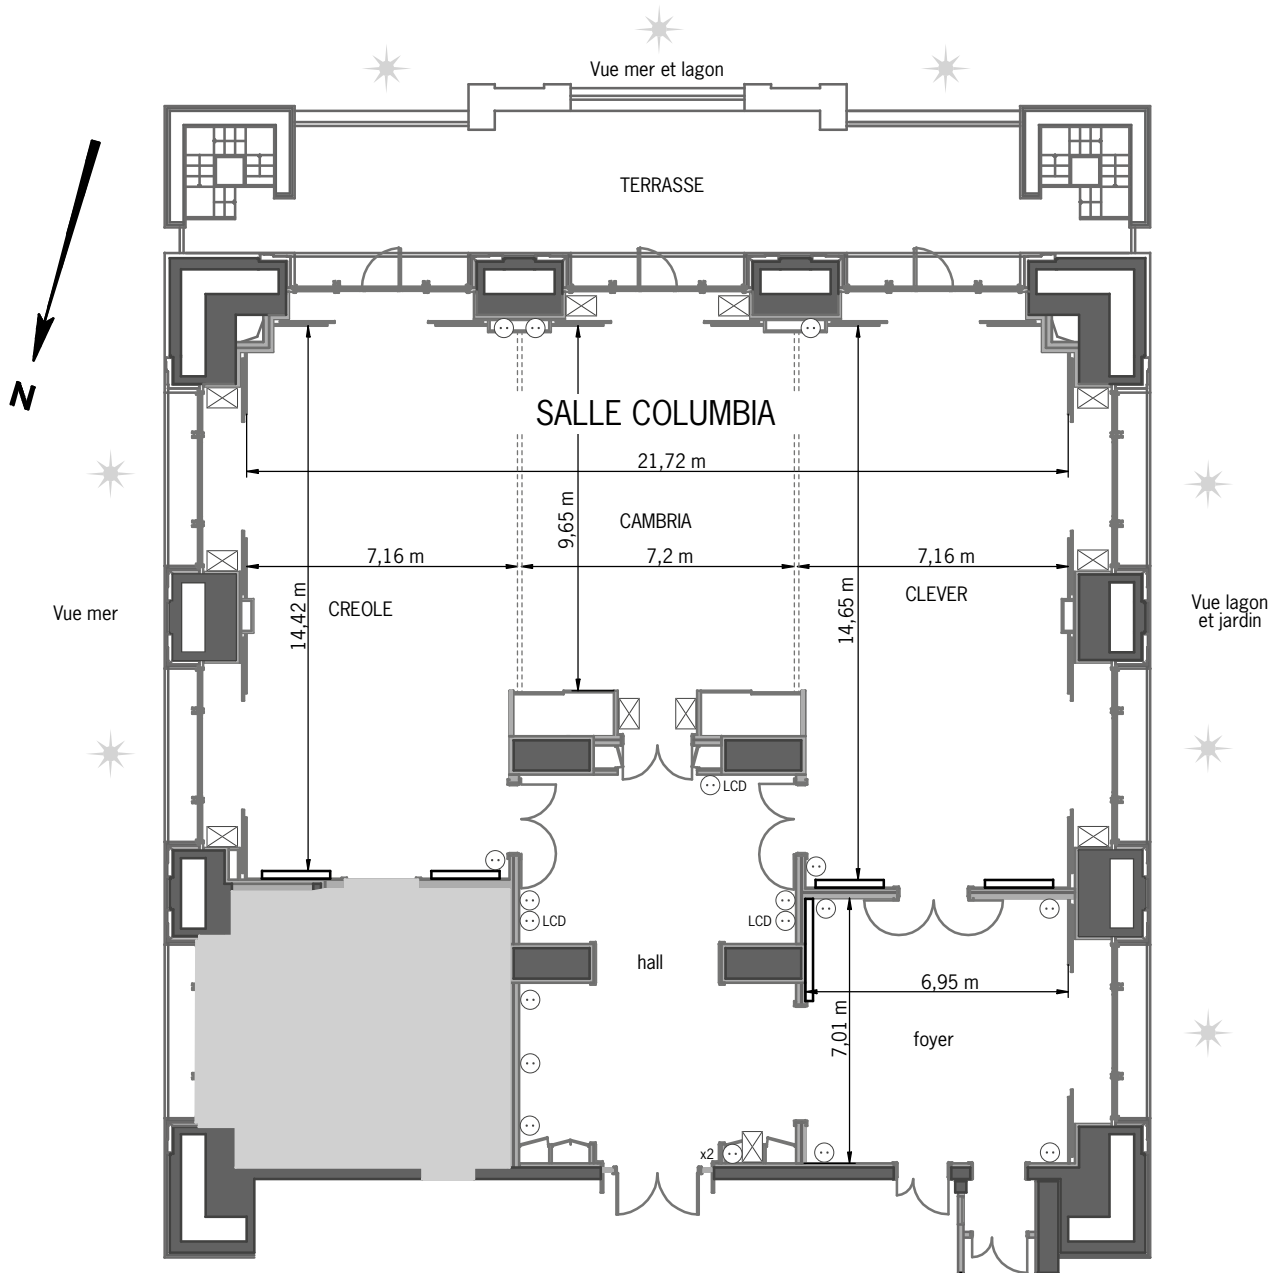 Vue mer et lagon
TERRASSE
N
SALLE COLUMBIA
21,72 m
9,65 m
CAMBRIA
7,16 m
7,2 m
7,16 m
14,42 m
CREOLE
14,65 m
CLEVER
Vue mer
Vue lagon
et jardin
LCD
LCD
LCD
hall
6,95 m
7,01 m
foyer
x2